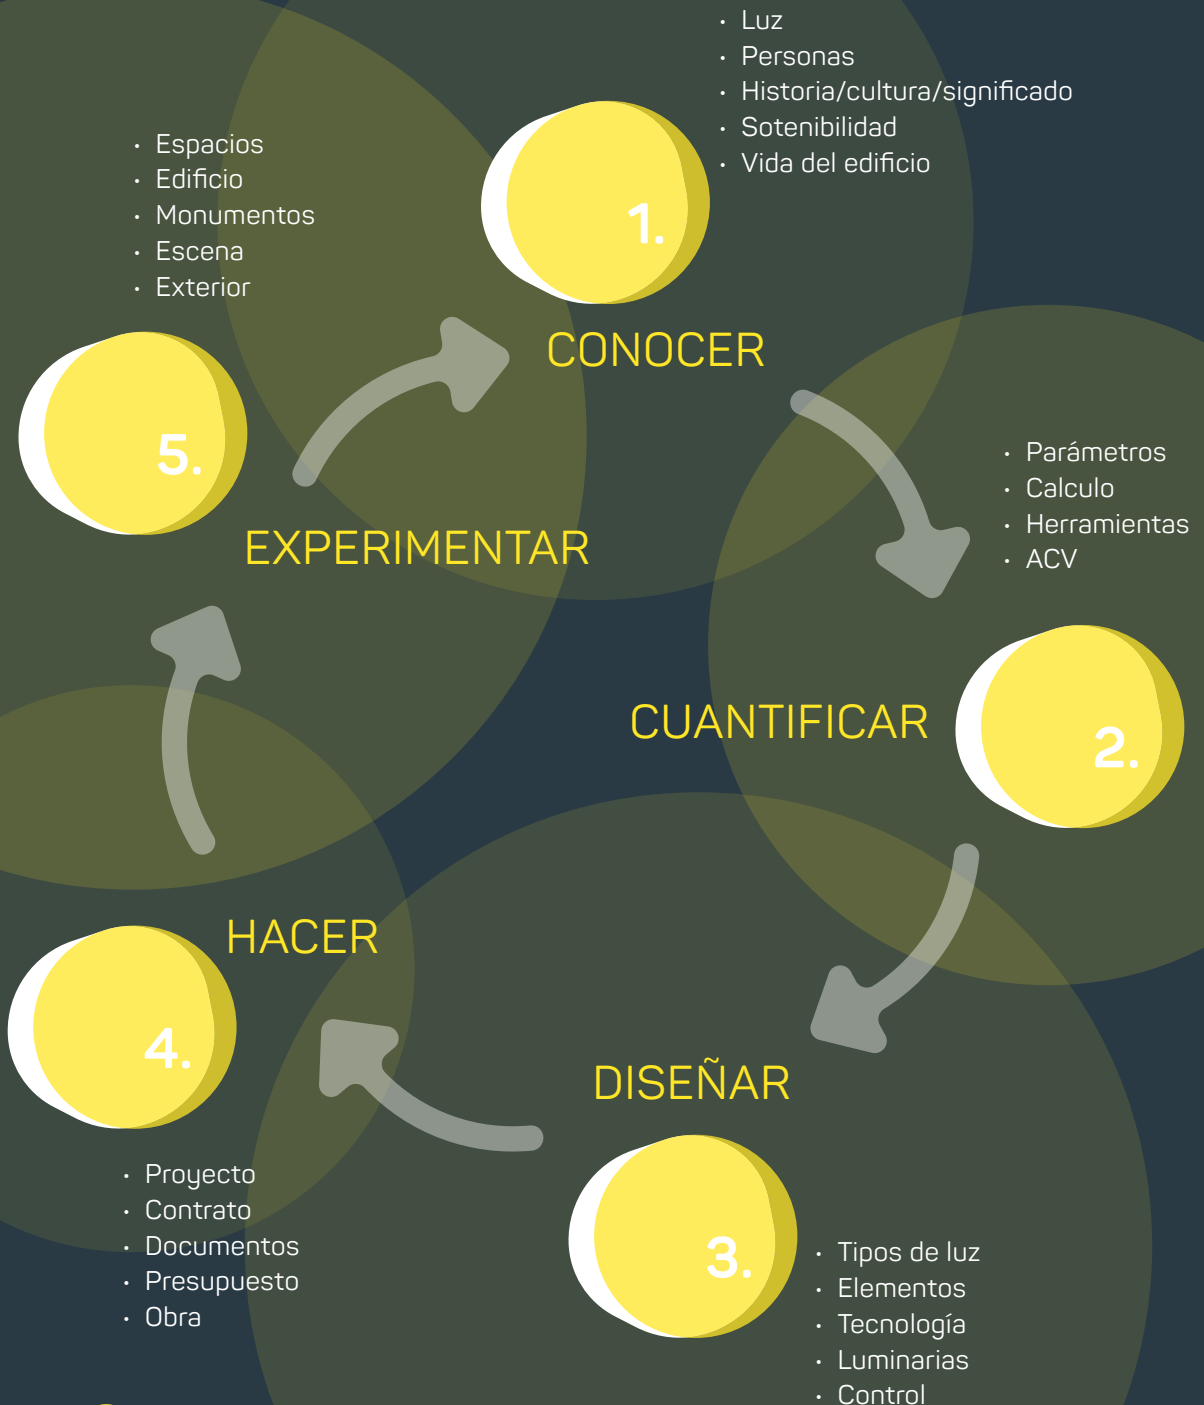 • Luz
• Personas
• Historia/cultura/significado
• Sotenibilidad
• Vida del edificio
1.
CONOCER
• Parámetros
• Calculo
• Herramientas
• ACV
CUANTIFICAR
2.
DISEÑAR
3.
• Tipos de luz
• Elementos
• Tecnología
• Luminarias
• Control
HACER
4.
• Proyecto
• Contrato
• Documentos
• Presupuesto
• Obra
• Espacios
• Edificio
• Monumentos
• Escena
• Exterior
5.
EXPERIMENTAR